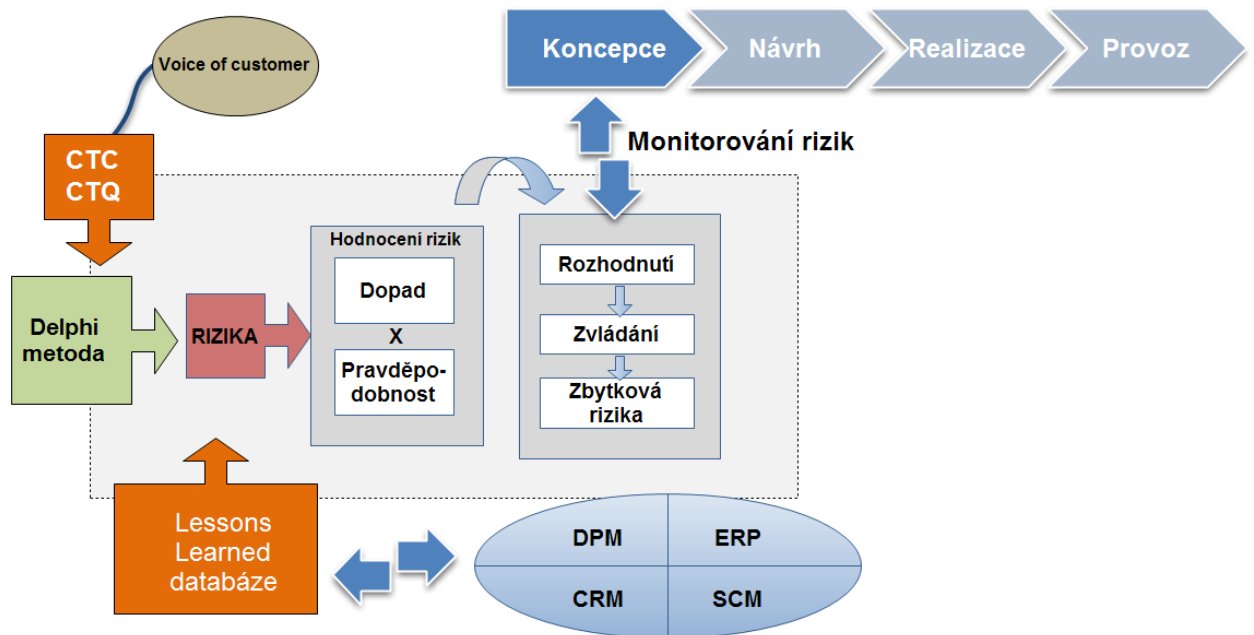 Voice of customer
Koncepce
Návrh
Realizace
Provoz
Monitorování rizik
CTC
CTQ
Delphi
metoda
RIZIKA
Hodnocení rizik
Dopad
X
Pravděpo-
dobnost
Rozhodnutí
Zvládání
Zbytková
rizika
Lessons
Learned
databáze
DPM
ERP
CRM
SCM